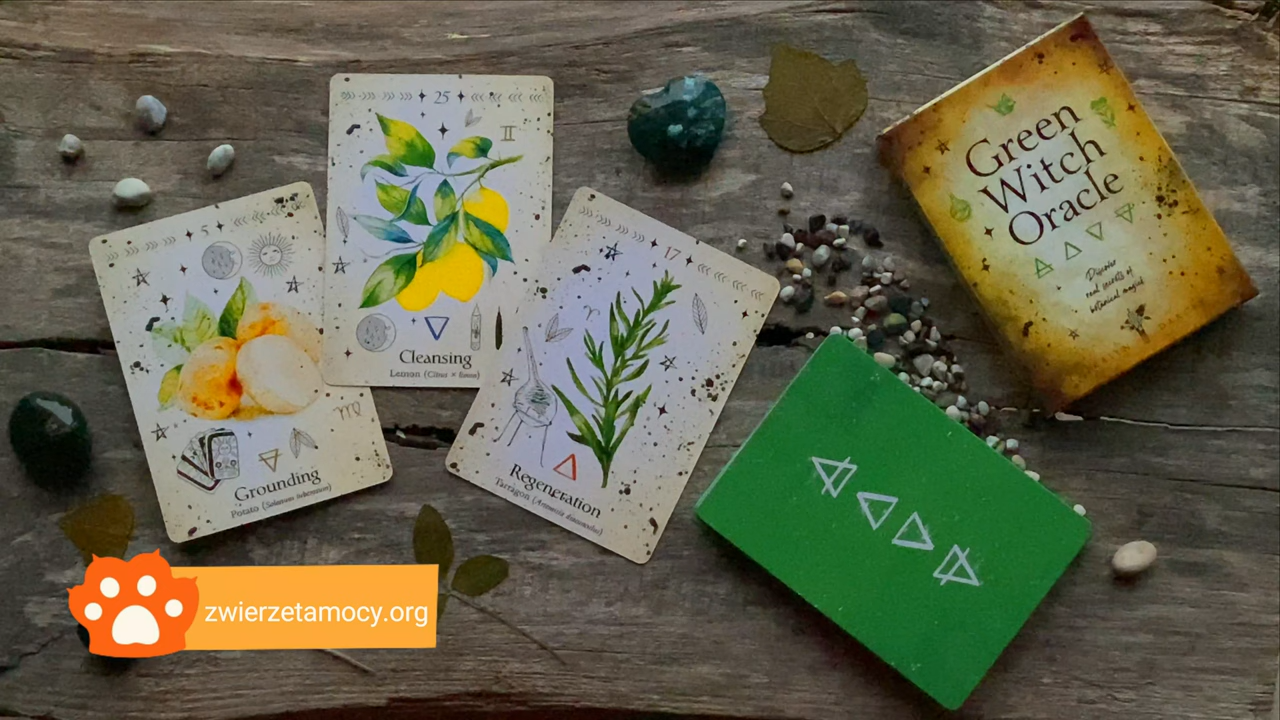 5
Grounding
Potato (Solanum tuberosum)
25
Cleansing
Lemon (Citrus × limon)
17
Regeneration
Tarragon (Artemisia dracunculus)
Green
Witch
Oracle
Discover
real secrets of
botanical magick
zwierzetamocy.org